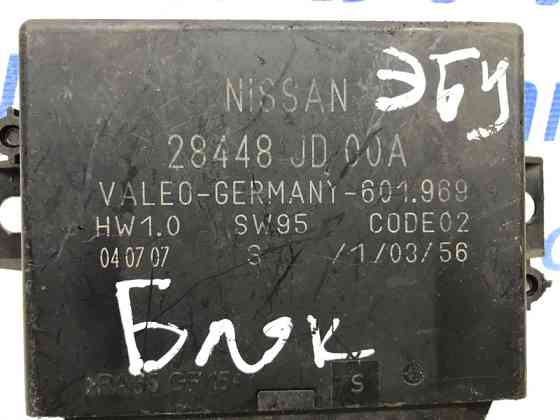 NISSAN ЭБУ
28448 JD 00A
VALEO-GERMANY-601.969
HW1.0 SW95 CODE02
04 07 07 S /1/03/56
Бляк
S